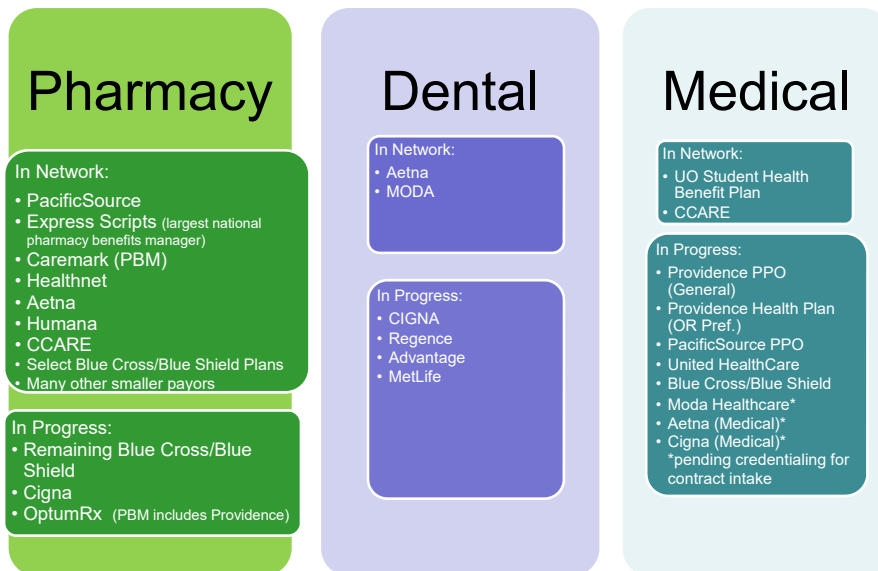 Pharmacy
In Network:
• PacificSource
• Express Scripts (largest national
pharmacy benefits manager)
• Caremark (PBM)
• Healthnet
• Aetna
• Humana
• CCARE
• Select Blue Cross/Blue Shield Plans
• Many other smaller payors
In Progress:
• Remaining Blue Cross/Blue
Shield
• Cigna
• OptumRx (PBM includes Providence)
Dental
In Network:
• Aetna
• MODA
In Progress:
• CIGNA
• Regence
• Advantage
• MetLife
Medical
In Network:
• UO Student Health
Benefit Plan
• CCARE
In Progress:
• Providence PPO
(General)
• Providence Health Plan
(OR Pref.)
• PacificSource PPO
• United HealthCare
• Blue Cross/Blue Shield
• Moda Healthcare*
• Aetna (Medical)*
• Cigna (Medical)*
*pending credentialing for
contract intake